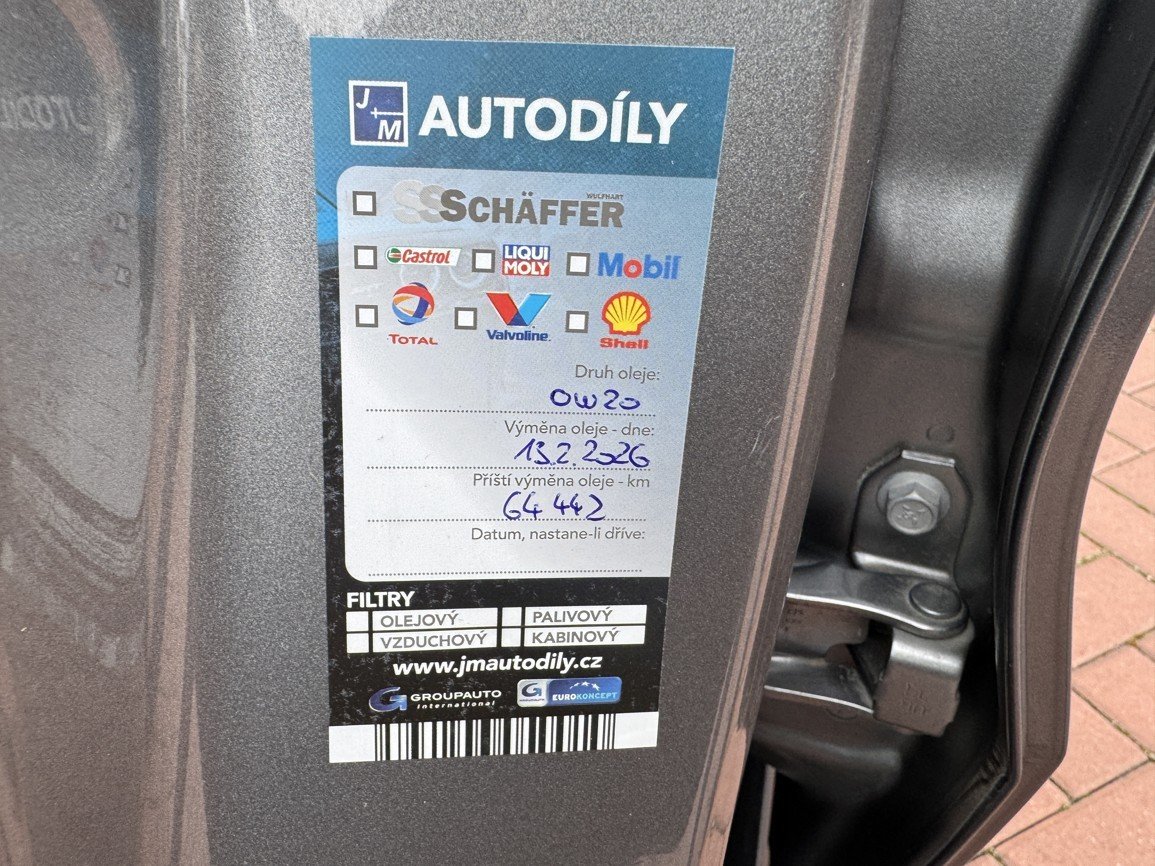 J+M AUTODÍLY
SCHÄFFER WULFHART
Castrol LIQUI MOLY Mobil
TOTAL Valvoline Shell
Druh oleje:
0W20
Výměna oleje - dne:
13.2.2026
Příští výměna oleje - km
64 442
Datum, nastane-li dříve:
FILTRY
OLEJOVÝ PALIVOVÝ
VZDUCHOVÝ KABINOVÝ
www.jmautodily.cz
G GROUPAUTO International G EUROKONCEPT